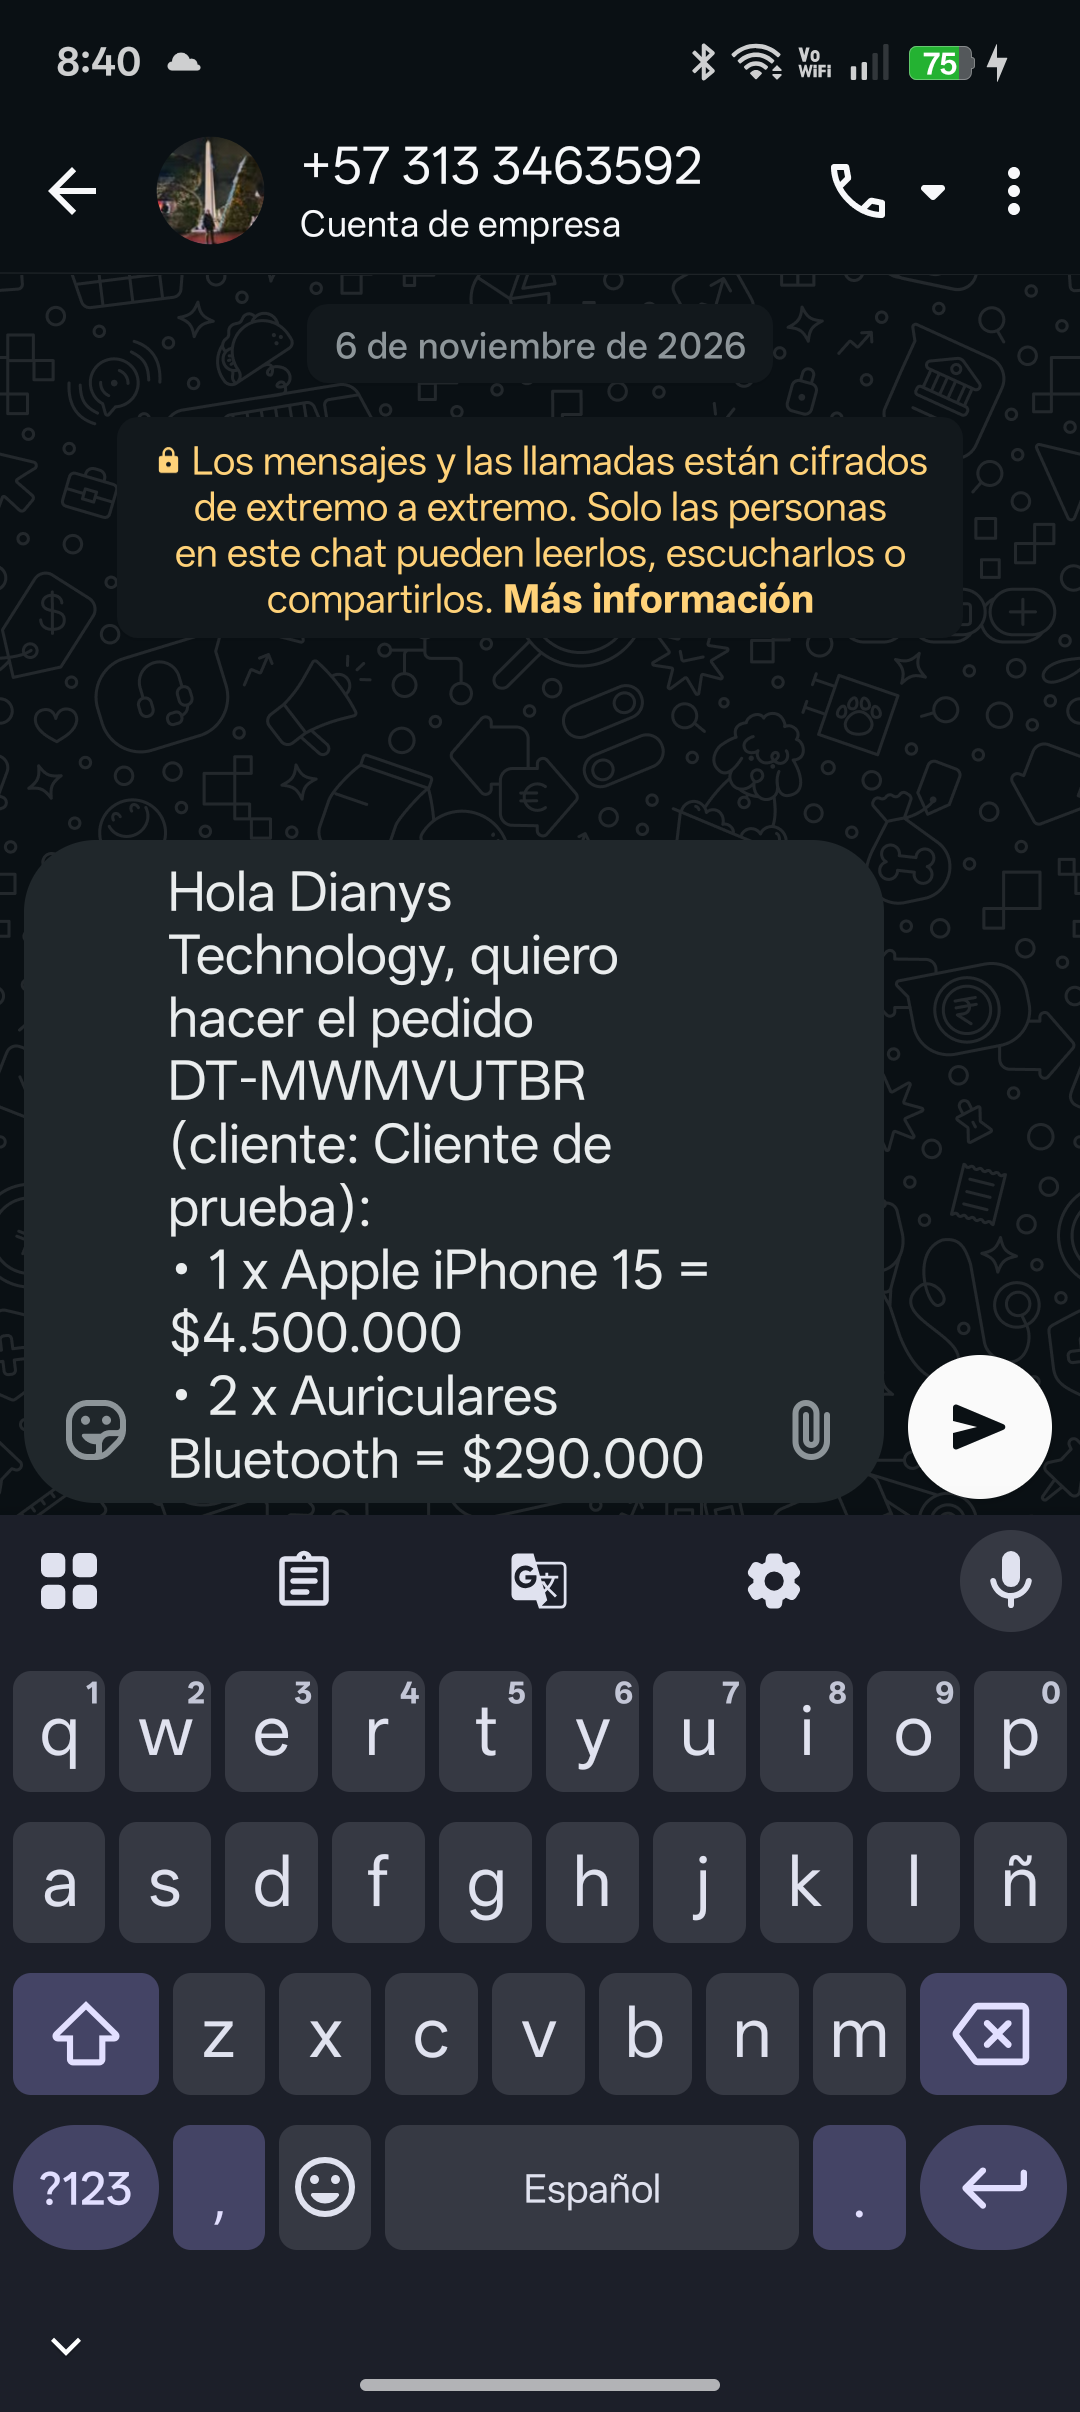 8:40
Vo
WiFi
75
+57 313 3463592
Cuenta de empresa
6 de noviembre de 2026
Los mensajes y las llamadas están cifrados
de extremo a extremo. Solo las personas
en este chat pueden leerlos, escucharlos o
compartirlos. Más información
Hola Dianys
Technology, quiero
hacer el pedido
DT-MWMVUTBR
(cliente: Cliente de
prueba):
• 1 x Apple iPhone 15 =
$4.500.000
• 2 x Auriculares
Bluetooth = $290.000
1 2 3 4 5 6 7 8 9 0
q w e r t y u i o p
a s d f g h j k l ñ
z x c v b n m
?123 , Español .